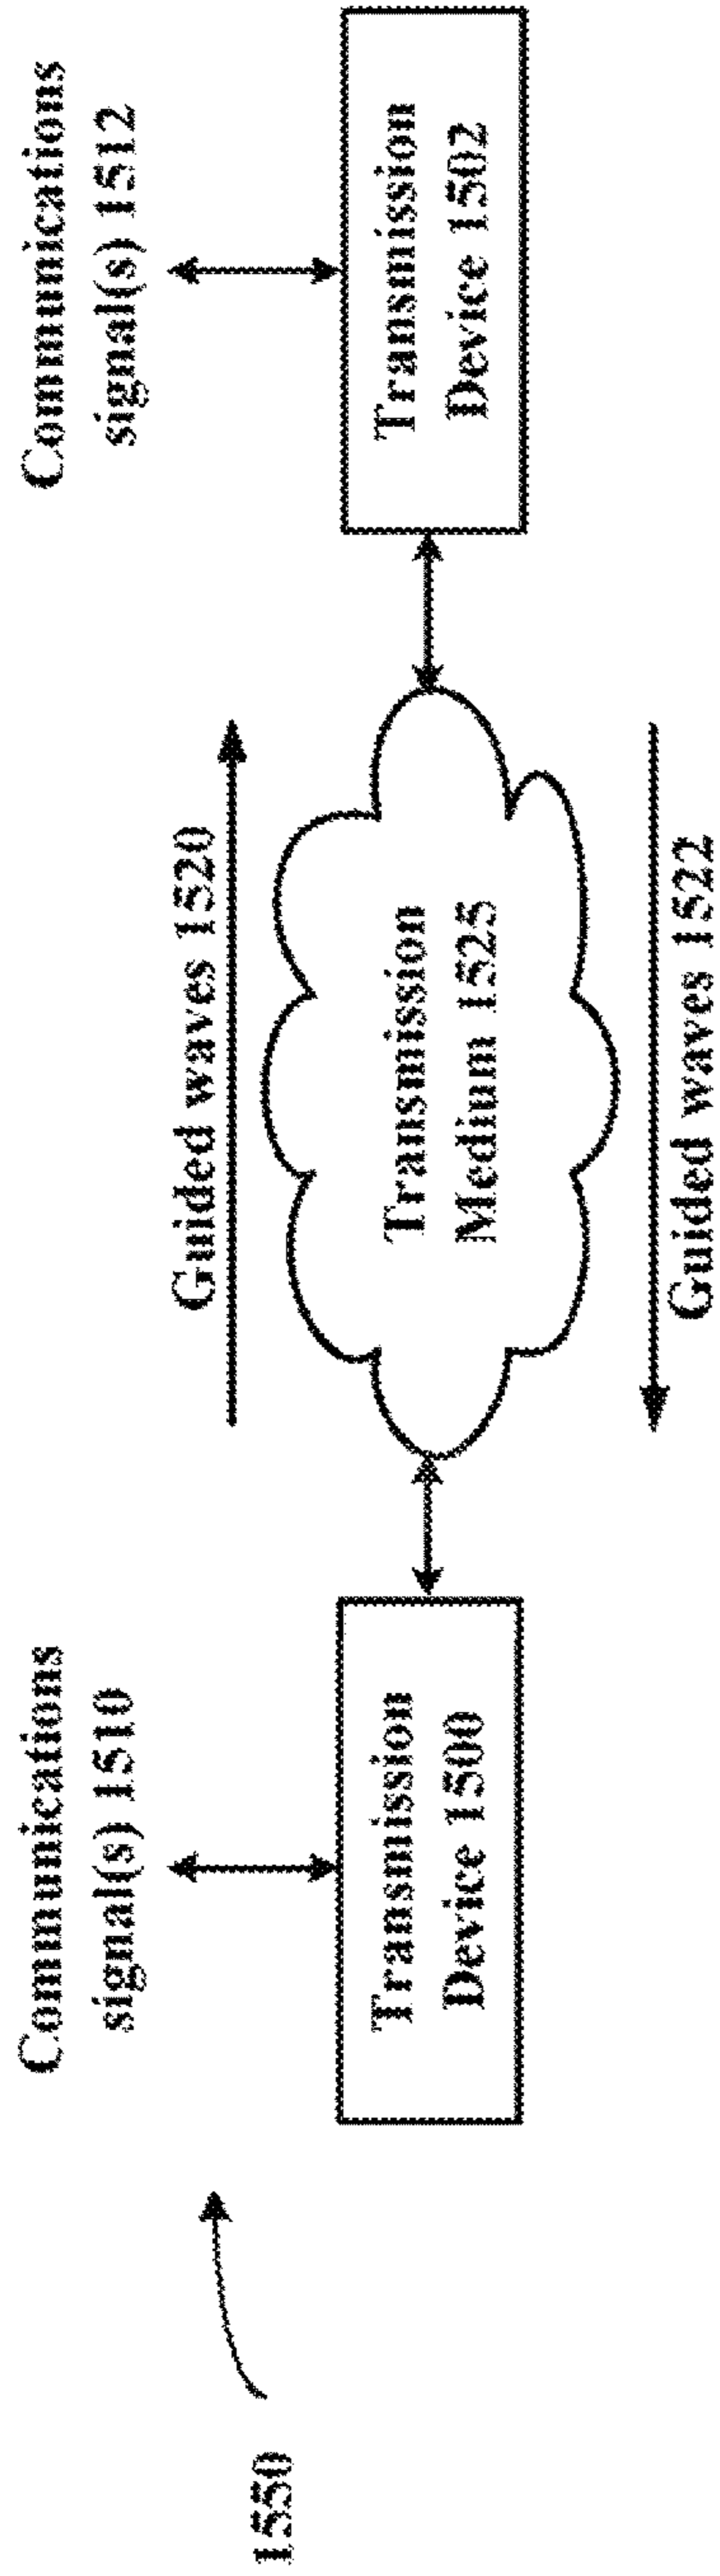 1550
Communications
signal(s) 1510
Transmission
Device 1500
Guided waves 1520
Transmission
Medium 1525
Guided waves 1522
Communications
signal(s) 1512
Transmission
Device 1502